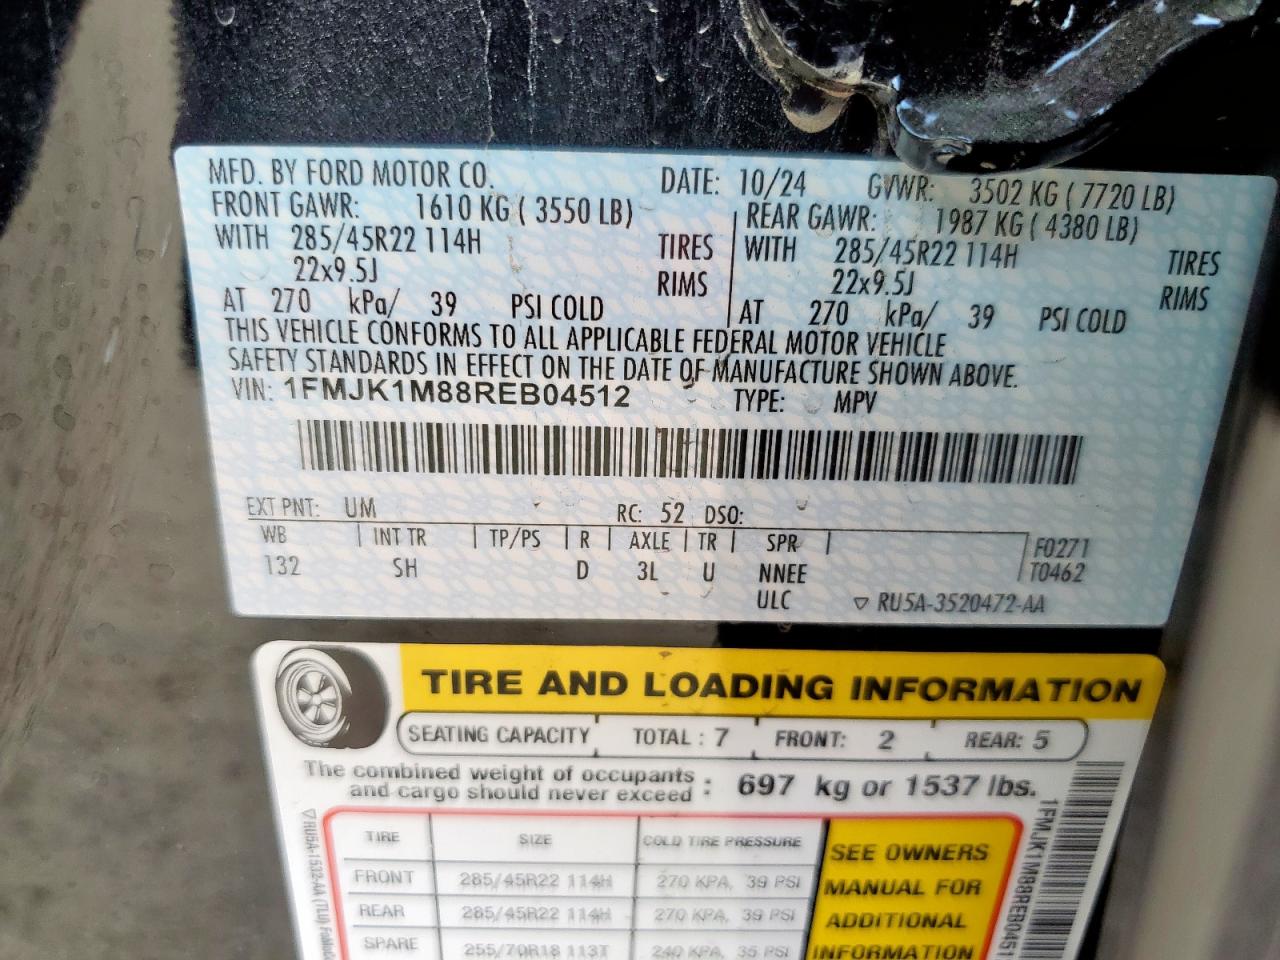 MFD. BY FORD MOTOR CO. DATE: 10/24 GVWR: 3502 KG ( 7720 LB)
FRONT GAWR: 1610 KG ( 3550 LB) REAR GAWR: 1987 KG ( 4380 LB)
WITH 285/45R22 114H TIRES WITH 285/45R22 114H TIRES
22x9.5J RIMS 22x9.5J RIMS
AT 270 kPa/ 39 PSI COLD AT 270 kPa/ 39 PSI COLD
THIS VEHICLE CONFORMS TO ALL APPLICABLE FEDERAL MOTOR VEHICLE
SAFETY STANDARDS IN EFFECT ON THE DATE OF MANUFACTURE SHOWN ABOVE.
VIN: 1FMJK1M88REB04512 TYPE: MPV
EXT PNT: UM RC: 52 DSO:
WB INT TR TP/PS R AXLE TR SPR F0271
132 SH D 3L U NNEE T0462
ULC ▽ RU5A-3520472-AA
TIRE AND LOADING INFORMATION
SEATING CAPACITY TOTAL : 7 FRONT: 2 REAR: 5
The combined weight of occupants
and cargo should never exceed : 697 kg or 1537 lbs.
TIRE SIZE COLD TIRE PRESSURE
FRONT 285/45R22 114H 270 KPA, 39 PSI
REAR 285/45R22 114H 270 KPA, 39 PSI
SPARE 255/70R18 113T 240 KPA, 35 PSI
SEE OWNERS
MANUAL FOR
ADDITIONAL
INFORMATION
▽RU5A-1532-AA (TLU)
1FMJK1M88REB0451